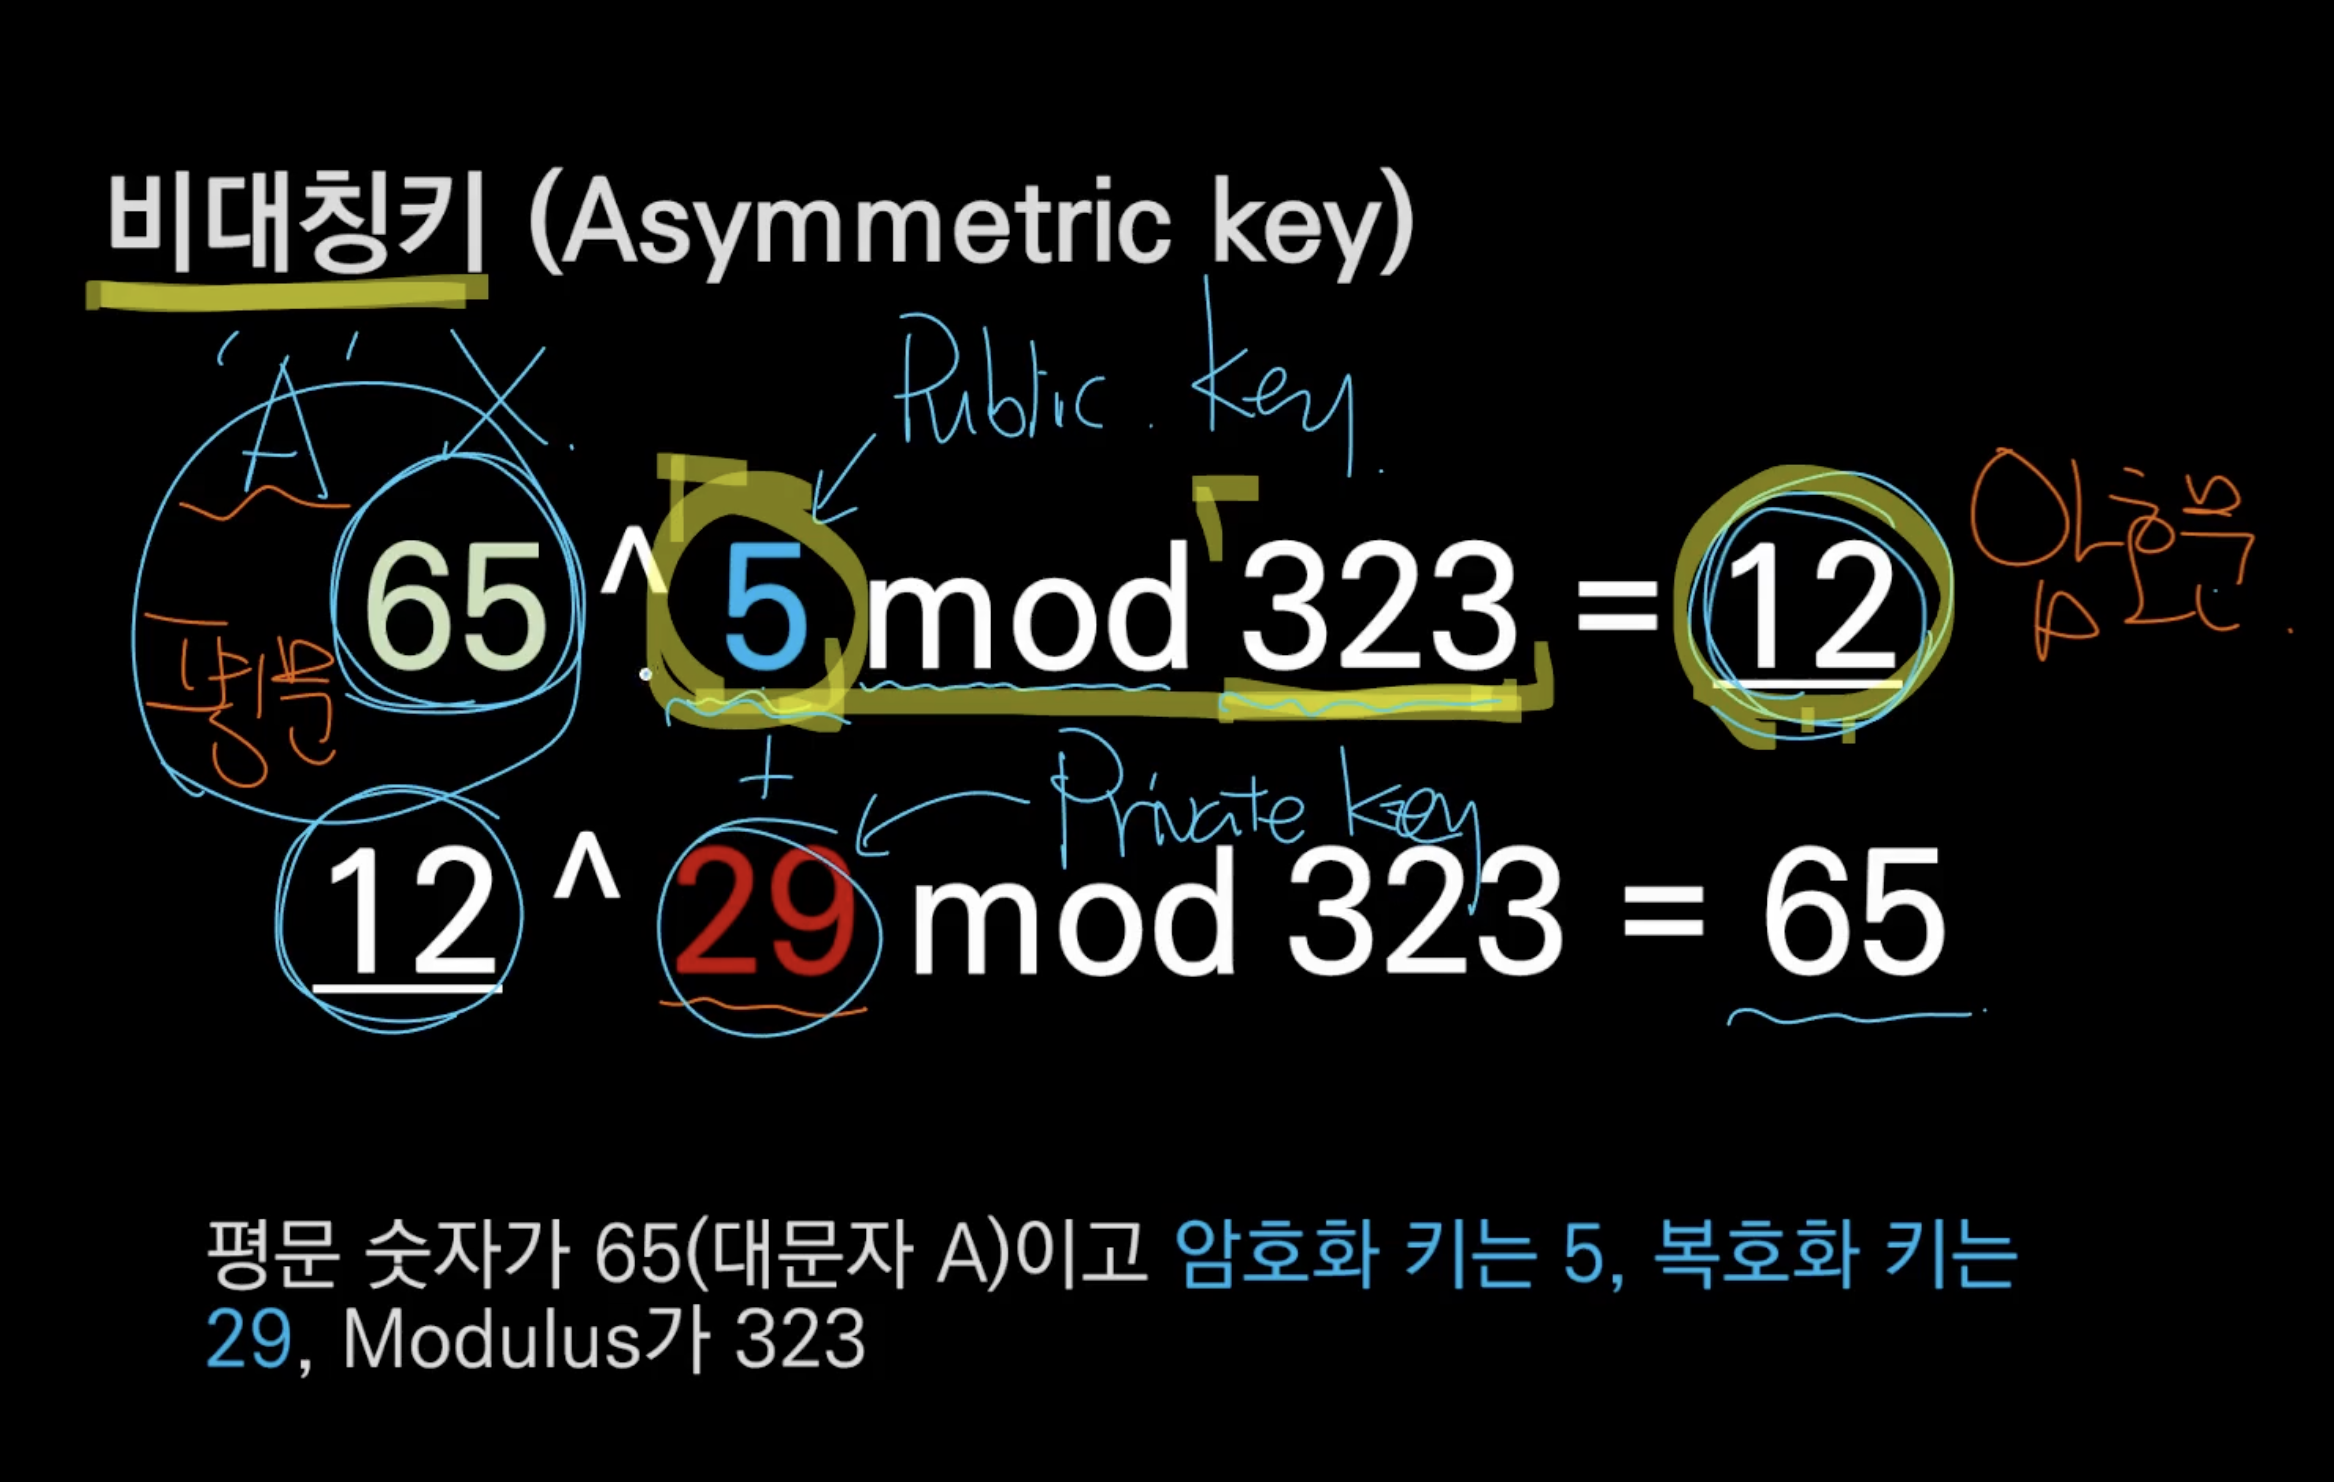 비대칭키 (Asymmetric key)
Public key
'A'
65 ^ 5 mod 323 = 12
암호문
평문
+
Private key
12 ^ 29 mod 323 = 65
평문 숫자가 65(대문자 A)이고 암호화 키는 5, 복호화 키는
29, Modulus가 323